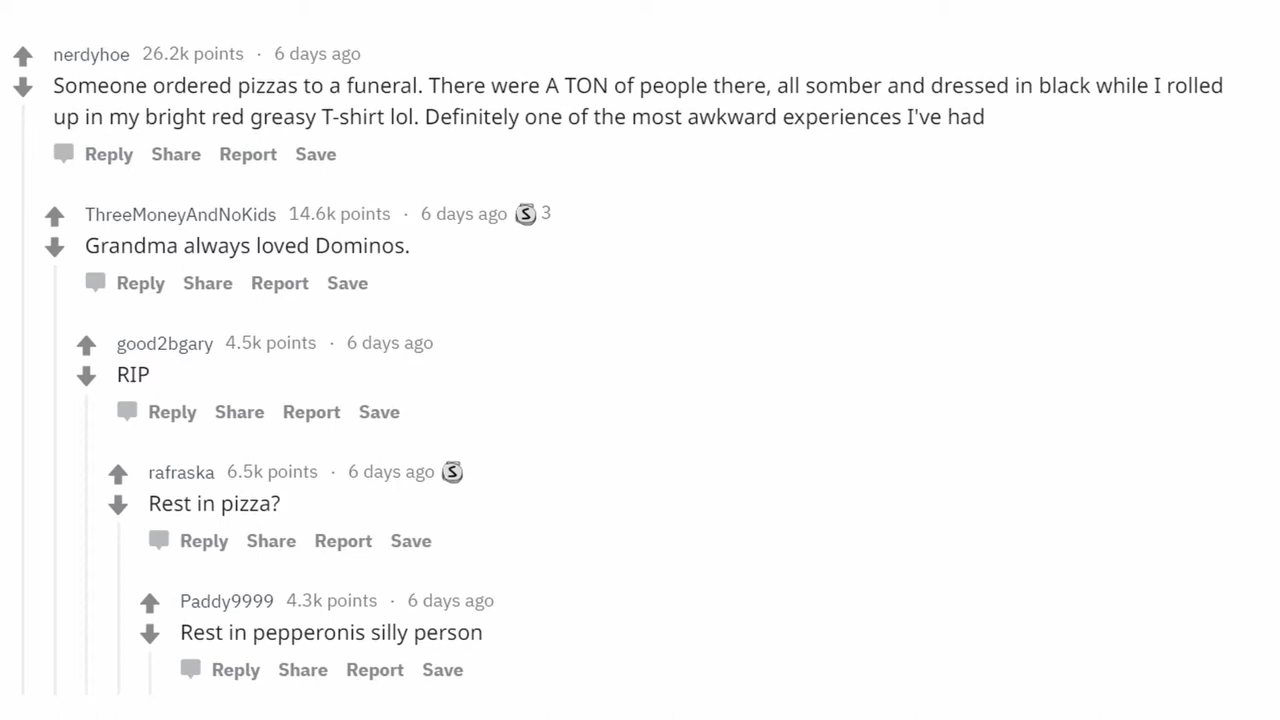 nerdyhoe 26.2k points · 6 days ago
Someone ordered pizzas to a funeral. There were A TON of people there, all somber and dressed in black while I rolled
up in my bright red greasy T-shirt lol. Definitely one of the most awkward experiences I've had
Reply Share Report Save
ThreeMoneyAndNoKids 14.6k points · 6 days ago S 3
Grandma always loved Dominos.
Reply Share Report Save
good2bgary 4.5k points · 6 days ago
RIP
Reply Share Report Save
rafraska 6.5k points · 6 days ago S
Rest in pizza?
Reply Share Report Save
Paddy9999 4.3k points · 6 days ago
Rest in pepperonis silly person
Reply Share Report Save